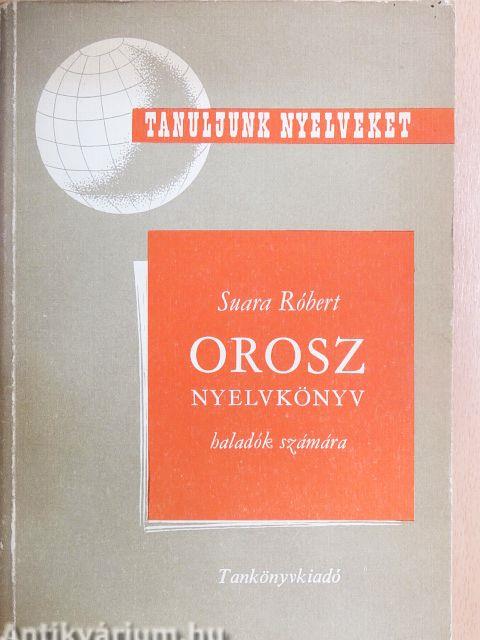 TANULJUNK NYELVEKET
Suara Róbert
OROSZ
NYELVKÖNYV
haladók számára
Tankönyvkiadó
Antikvárium.hu